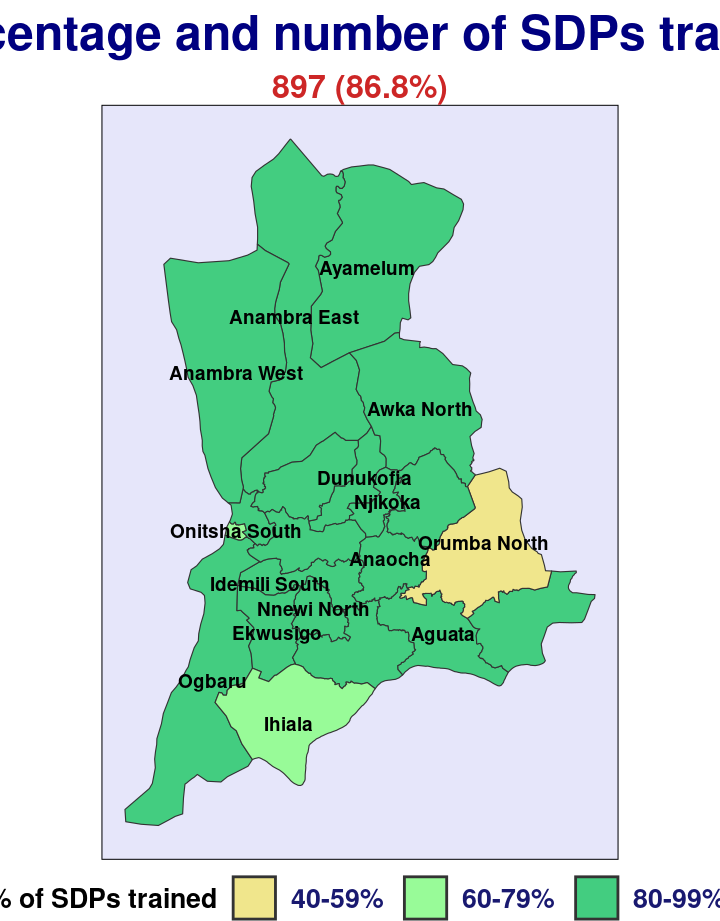 centage and number of SDPs tra
897 (86.8%)
Ayamelum
Anambra East
Anambra West
Awka North
Dunukofia
Njikoka
Onitsha South
Orumba North
Anaocha
Idemili South
Nnewi North
Ekwusigo
Aguata
Ogbaru
Ihiala
% of SDPs trained 40-59% 60-79% 80-99%